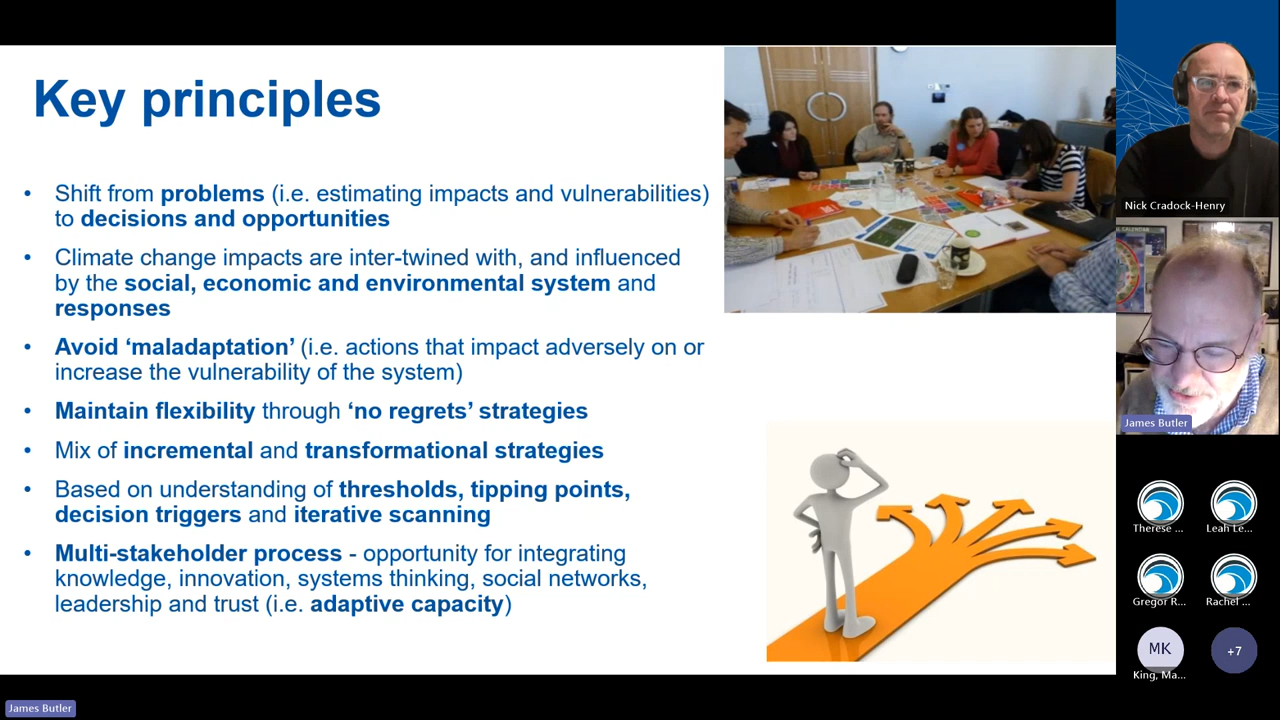 Key principles
• Shift from problems (i.e. estimating impacts and vulnerabilities)
to decisions and opportunities
• Climate change impacts are inter-twined with, and influenced
by the social, economic and environmental system and
responses
• Avoid ‘maladaptation’ (i.e. actions that impact adversely on or
increase the vulnerability of the system)
• Maintain flexibility through ‘no regrets’ strategies
• Mix of incremental and transformational strategies
• Based on understanding of thresholds, tipping points,
decision triggers and iterative scanning
• Multi-stakeholder process - opportunity for integrating
knowledge, innovation, systems thinking, social networks,
leadership and trust (i.e. adaptive capacity)
Nick Cradock-Henry
James Butler
Therese ...
Leah Le...
Gregor R...
Rachel ...
MK
King, Ma...
+7
James Butler